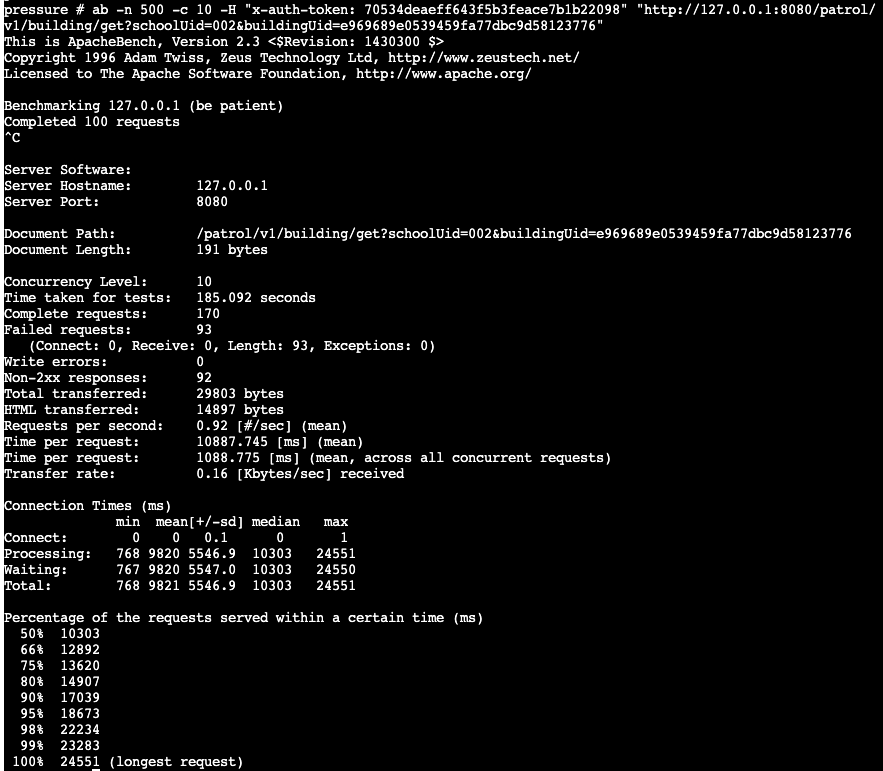 pressure # ab -n 500 -c 10 -H "x-auth-token: 70534deaeff643f5b3feace7b1b22098" "http://127.0.0.1:8080/patrol/
v1/building/get?schoolUid=002&buildingUid=e969689e0539459fa77dbc9d58123776"
This is ApacheBench, Version 2.3 <$Revision: 1430300 $>
Copyright 1996 Adam Twiss, Zeus Technology Ltd, http://www.zeustech.net/
Licensed to The Apache Software Foundation, http://www.apache.org/

Benchmarking 127.0.0.1 (be patient)
Completed 100 requests
^C

Server Software:
Server Hostname:        127.0.0.1
Server Port:            8080

Document Path:          /patrol/v1/building/get?schoolUid=002&buildingUid=e969689e0539459fa77dbc9d58123776
Document Length:        191 bytes

Concurrency Level:      10
Time taken for tests:   185.092 seconds
Complete requests:      170
Failed requests:        93
   (Connect: 0, Receive: 0, Length: 93, Exceptions: 0)
Write errors:           0
Non-2xx responses:      92
Total transferred:      29803 bytes
HTML transferred:       14897 bytes
Requests per second:    0.92 [#/sec] (mean)
Time per request:       10887.745 [ms] (mean)
Time per request:       1088.775 [ms] (mean, across all concurrent requests)
Transfer rate:          0.16 [Kbytes/sec] received

Connection Times (ms)
              min  mean[+/-sd] median   max
Connect:        0    0   0.1      0       1
Processing:   768 9820 5546.9  10303   24551
Waiting:      767 9820 5547.0  10303   24550
Total:        768 9821 5546.9  10303   24551

Percentage of the requests served within a certain time (ms)
  50%  10303
  66%  12892
  75%  13620
  80%  14907
  90%  17039
  95%  18673
  98%  22234
  99%  23283
 100%  24551 (longest request)